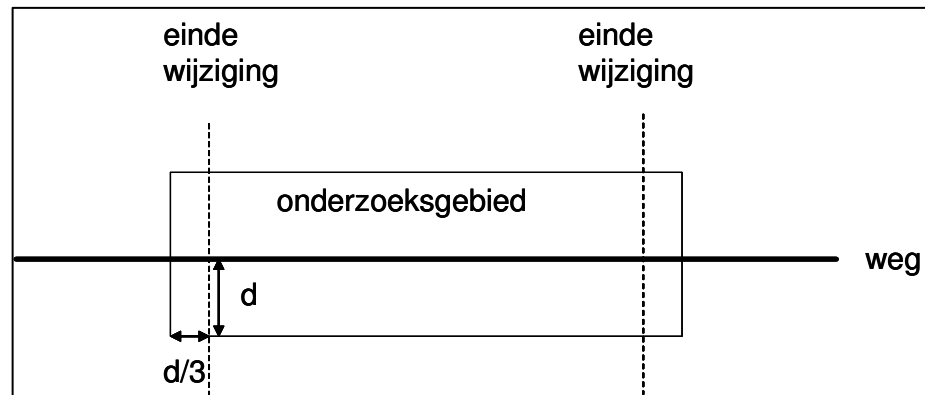 einde
wijziging
einde
wijziging
onderzoeksgebied
weg
d
d/3